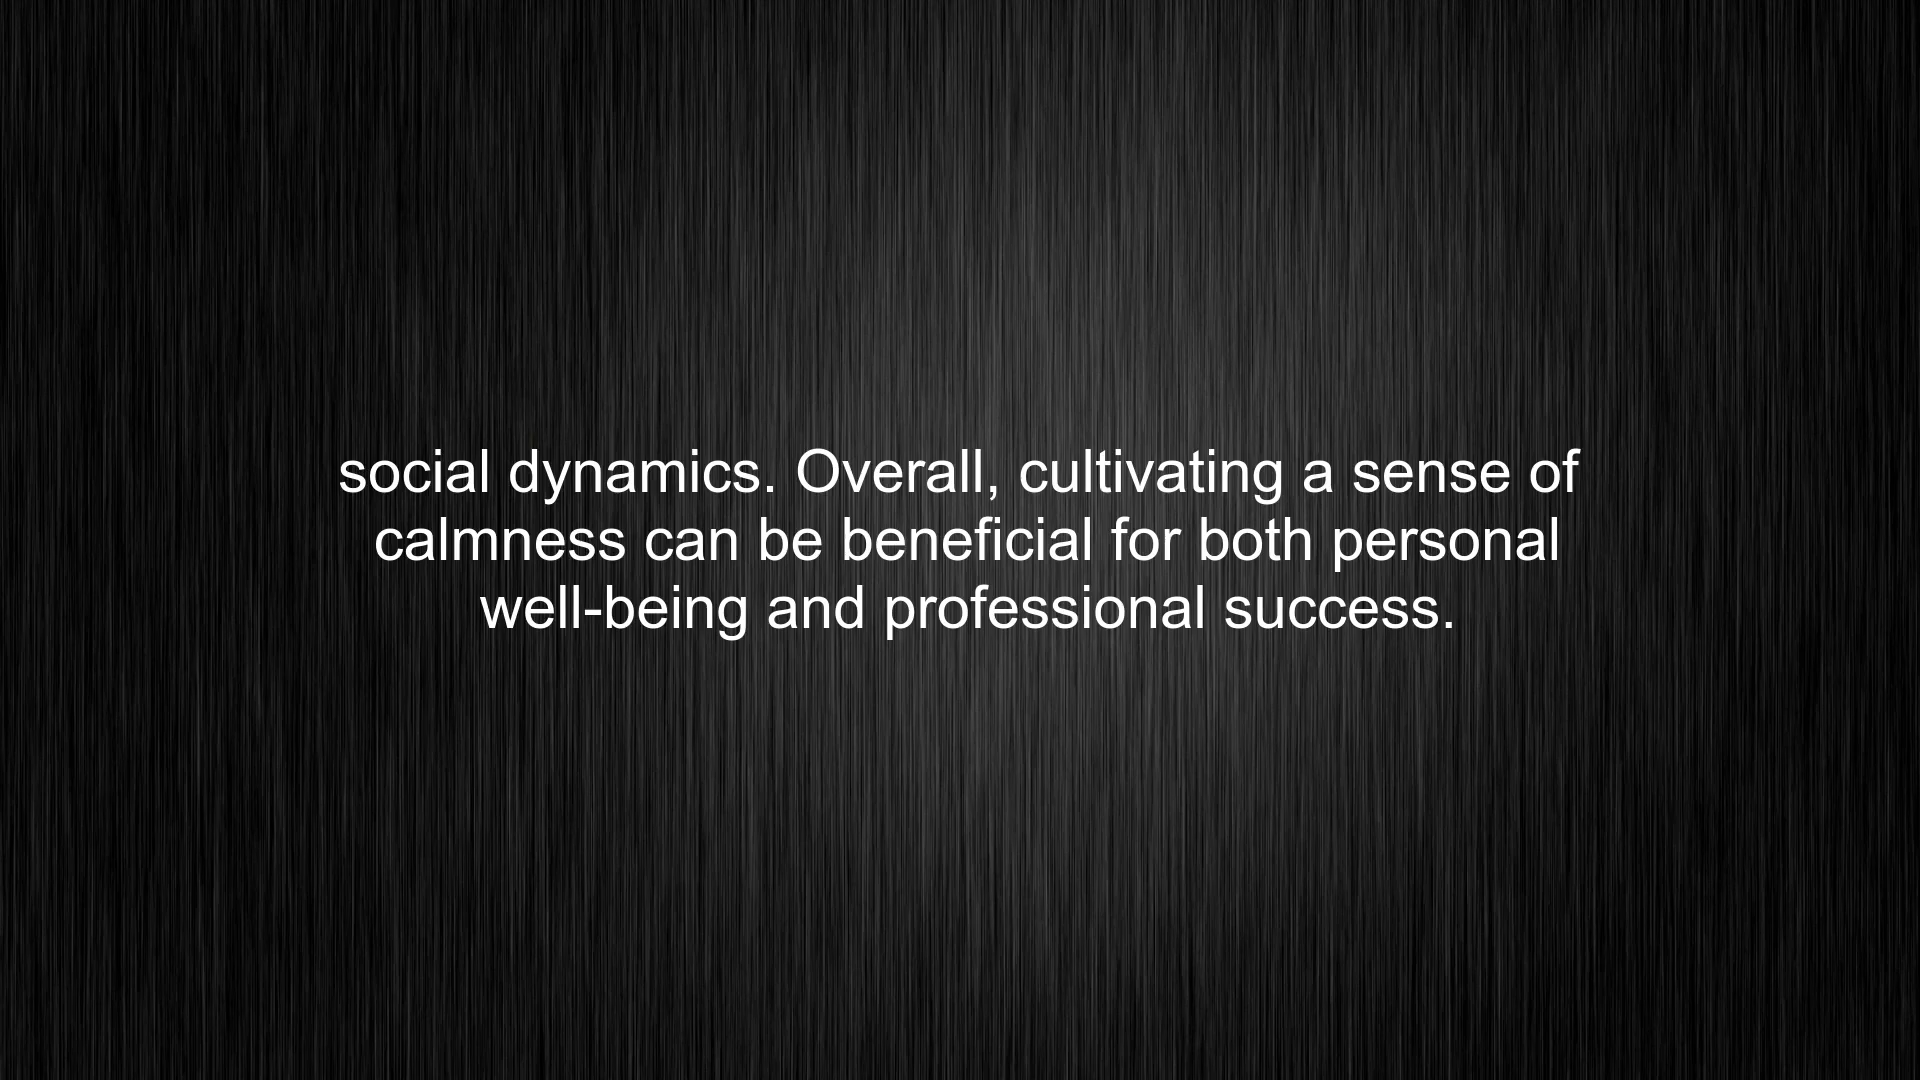 social dynamics. Overall, cultivating a sense of
calmness can be beneficial for both personal
well-being and professional success.